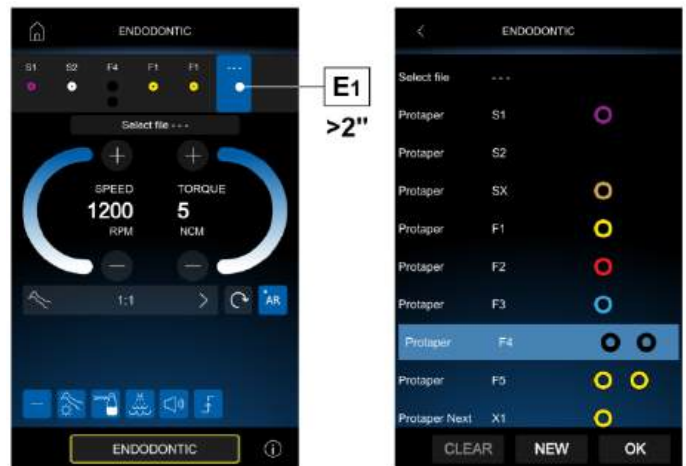 ENDODONTIC
S1 S2 F4 F1 F1 ---
Select file ---
SPEED TORQUE
1200 5
RPM NCM
1:1 AR
ENDODONTIC
E1
>2"
ENDODONTIC
Select file ---
Protaper S1
Protaper S2
Protaper SX
Protaper F1
Protaper F2
Protaper F3
Protaper F4
Protaper F5
Protaper Next X1
CLEAR NEW OK